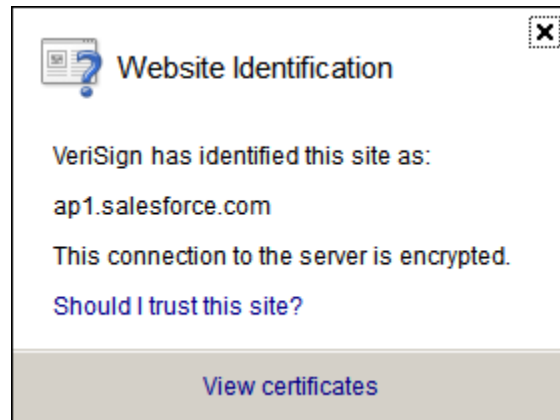 Website Identification
VeriSign has identified this site as:
ap1.salesforce.com
This connection to the server is encrypted.
Should I trust this site?
View certificates